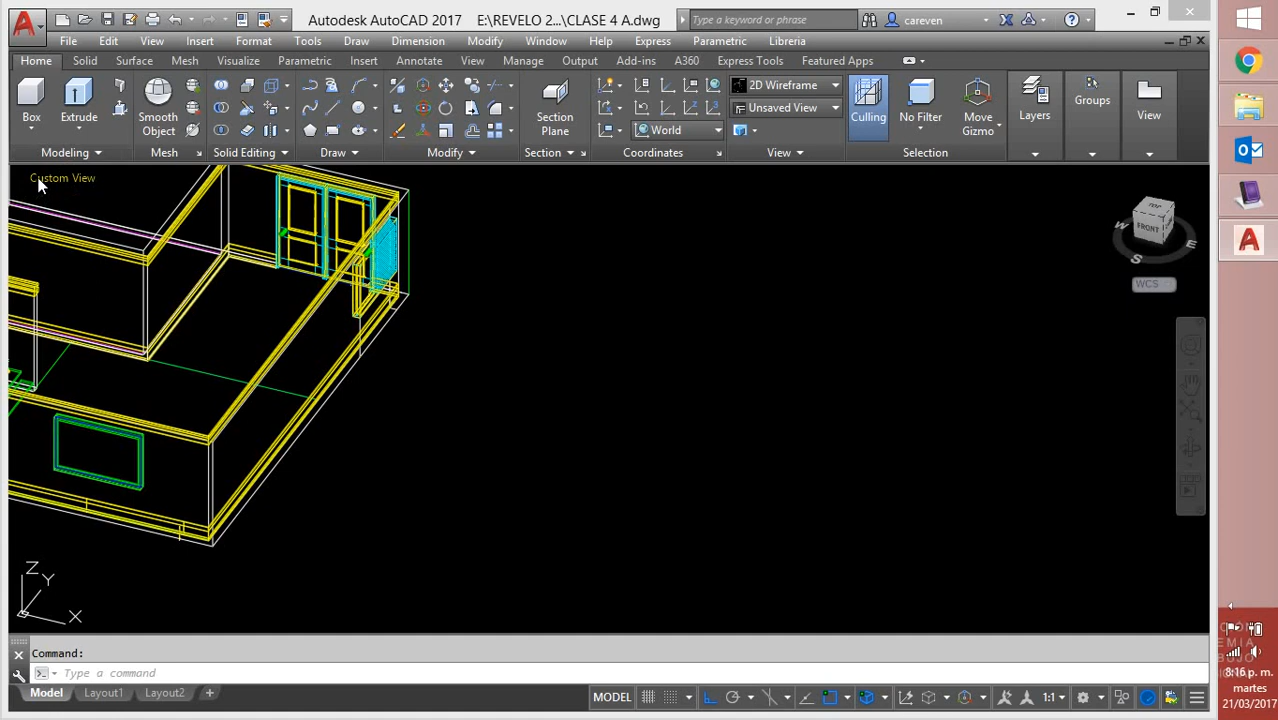 Autodesk AutoCAD 2017 E:\REVELO 2...\CLASE 4 A.dwg
Type a keyword or phrase
careven
File Edit View Insert Format Tools Draw Dimension Modify Window Help Express Parametric Libreria
Home Solid Surface Mesh Visualize Parametric Insert Annotate View Manage Output Add-ins A360 Express Tools Featured Apps
Box
Extrude
Smooth Object
Section Plane
World
2D Wireframe
Unsaved View
Culling
No Filter
Move Gizmo
Layers
Groups
View
Modeling
Mesh
Solid Editing
Draw
Modify
Section
Coordinates
View
Selection
Custom View
TOP
FRONT
W
S
E
WCS
Z
Y
X
Command:
Type a command
Model Layout1 Layout2
MODEL
1:1
8:16 p.m.
martes
21/03/2017